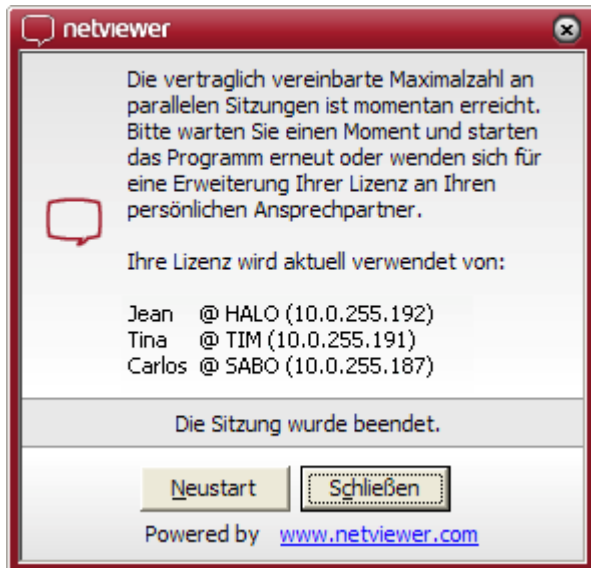 netviewer
Die vertraglich vereinbarte Maximalzahl an
parallelen Sitzungen ist momentan erreicht.
Bitte warten Sie einen Moment und starten
das Programm erneut oder wenden sich für
eine Erweiterung Ihrer Lizenz an Ihren
persönlichen Ansprechpartner.
Ihre Lizenz wird aktuell verwendet von:
Jean @ HALO (10.0.255.192)
Tina @ TIM (10.0.255.191)
Carlos @ SABO (10.0.255.187)
Die Sitzung wurde beendet.
Neustart Schließen
Powered by www.netviewer.com